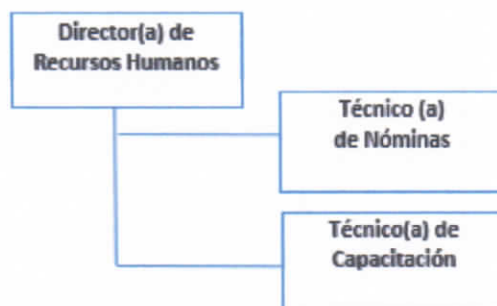 Director(a) de
Recursos Humanos
Técnico (a)
de Nóminas
Técnico(a) de
Capacitación